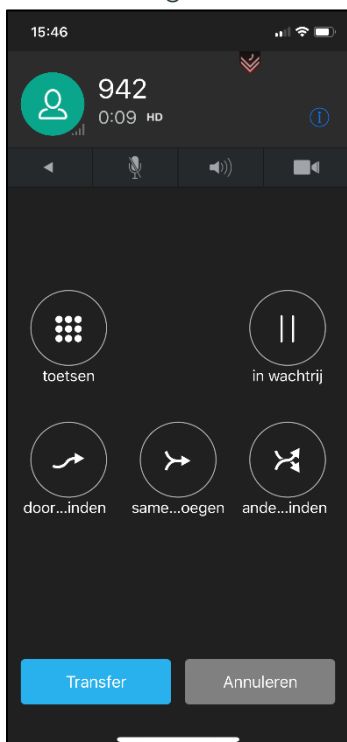 15:46
942
0:09 HD
toetsen
in wachtrij
door...inden
same...oegen
ande...inden
Transfer
Annuleren